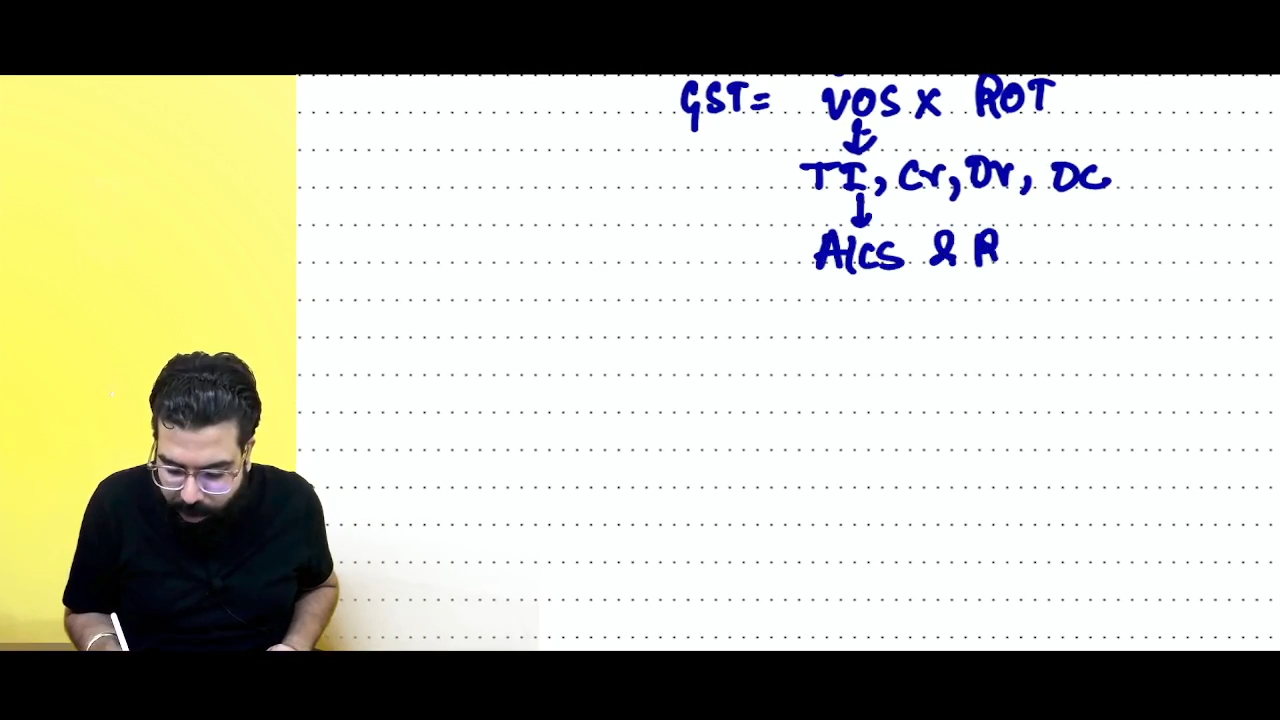 GST = VOS x ROT
TI, Cr, Dr, DC
A/cs & R